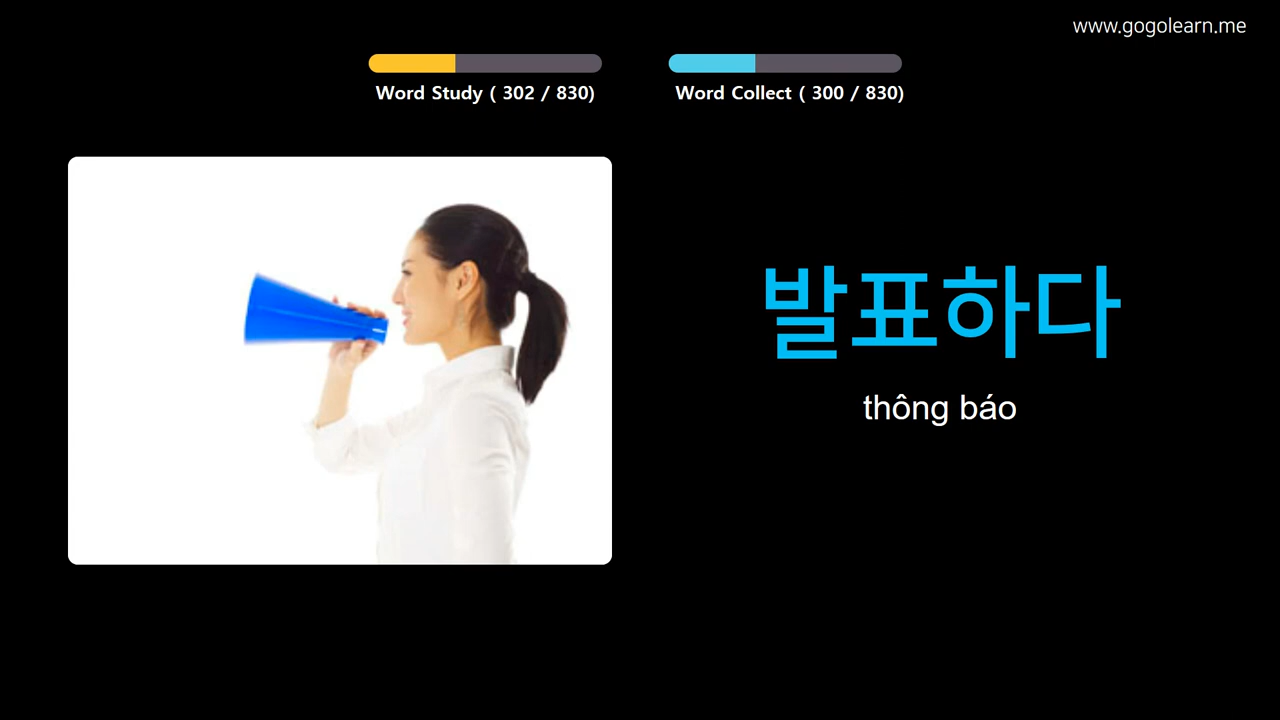 www.gogolearn.me
Word Study ( 302 / 830)
Word Collect ( 300 / 830)
발표하다
thông báo